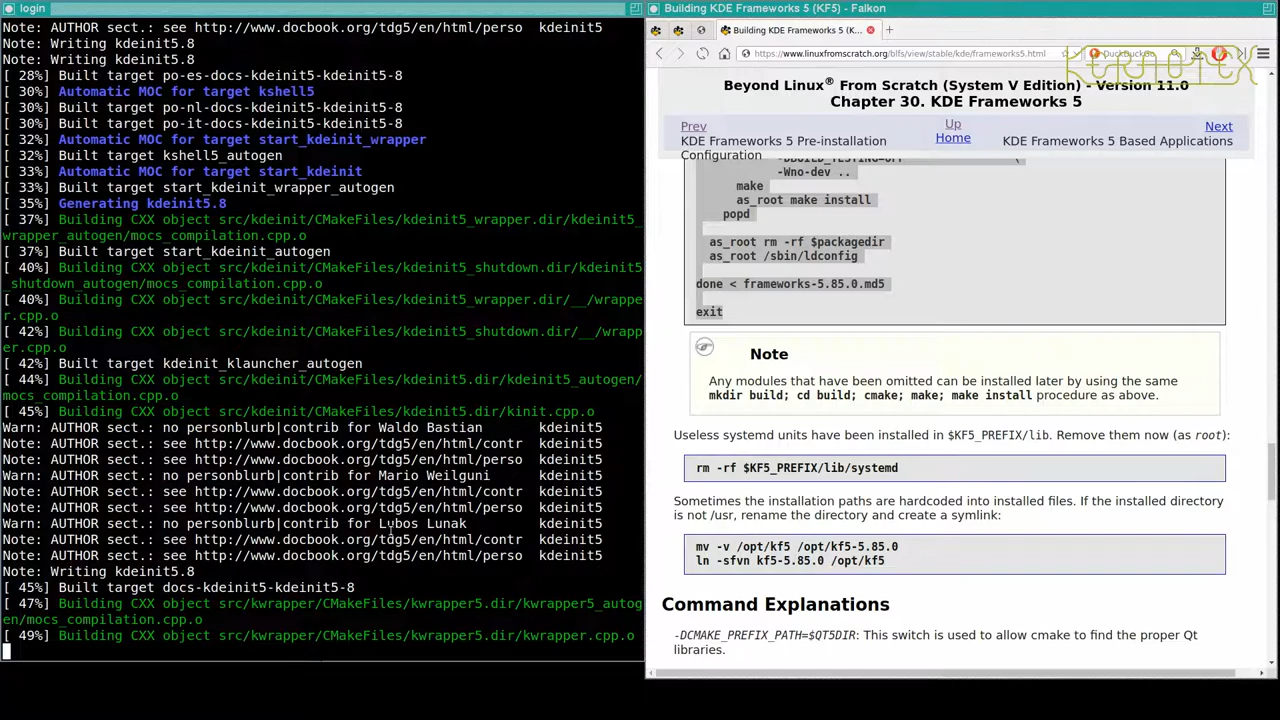 login
Note: AUTHOR sect.: see http://www.docbook.org/tdg5/en/html/perso  kdeinit5
Note: Writing kdeinit5.8
Note: Writing kdeinit5.8
[ 28%] Built target po-es-docs-kdeinit5-kdeinit5-8
[ 30%] Automatic MOC for target kshell5
[ 30%] Built target po-nl-docs-kdeinit5-kdeinit5-8
[ 30%] Built target po-it-docs-kdeinit5-kdeinit5-8
[ 32%] Automatic MOC for target start_kdeinit_wrapper
[ 32%] Built target kshell5_autogen
[ 33%] Automatic MOC for target start_kdeinit
[ 33%] Built target start_kdeinit_wrapper_autogen
[ 35%] Generating kdeinit5.8
[ 37%] Building CXX object src/kdeinit/CMakeFiles/kdeinit5_wrapper.dir/kdeinit5_
wrapper_autogen/mocs_compilation.cpp.o
[ 37%] Built target start_kdeinit_autogen
[ 40%] Building CXX object src/kdeinit/CMakeFiles/kdeinit5_shutdown.dir/kdeinit5
_shutdown_autogen/mocs_compilation.cpp.o
[ 40%] Building CXX object src/kdeinit/CMakeFiles/kdeinit5_wrapper.dir/__/wrappe
r.cpp.o
[ 42%] Building CXX object src/kdeinit/CMakeFiles/kdeinit5_shutdown.dir/__/wrapp
er.cpp.o
[ 42%] Built target kdeinit_klauncher_autogen
[ 44%] Building CXX object src/kdeinit/CMakeFiles/kdeinit5.dir/kdeinit5_autogen/
mocs_compilation.cpp.o
[ 45%] Building CXX object src/kdeinit/CMakeFiles/kdeinit5.dir/kinit.cpp.o
Warn: AUTHOR sect.: no personblurb|contrib for Waldo Bastian       kdeinit5
Note: AUTHOR sect.: see http://www.docbook.org/tdg5/en/html/contr  kdeinit5
Note: AUTHOR sect.: see http://www.docbook.org/tdg5/en/html/perso  kdeinit5
Warn: AUTHOR sect.: no personblurb|contrib for Mario Weilguni      kdeinit5
Note: AUTHOR sect.: see http://www.docbook.org/tdg5/en/html/contr  kdeinit5
Note: AUTHOR sect.: see http://www.docbook.org/tdg5/en/html/perso  kdeinit5
Warn: AUTHOR sect.: no personblurb|contrib for Lubos Lunak         kdeinit5
Note: AUTHOR sect.: see http://www.docbook.org/tdg5/en/html/contr  kdeinit5
Note: AUTHOR sect.: see http://www.docbook.org/tdg5/en/html/perso  kdeinit5
Note: Writing kdeinit5.8
[ 45%] Built target docs-kdeinit5-kdeinit5-8
[ 47%] Building CXX object src/kwrapper/CMakeFiles/kwrapper5.dir/kwrapper5_autog
en/mocs_compilation.cpp.o
[ 49%] Building CXX object src/kwrapper/CMakeFiles/kwrapper5.dir/kwrapper.cpp.o
Building KDE Frameworks 5 (KF5) - Falkon
Building KDE Frameworks 5 (K...
https://www.linuxfromscratch.org/blfs/view/stable/kde/frameworks5.html
DuckDuckGo
KERNOTEX
Beyond Linux® From Scratch (System V Edition) - Version 11.0
Chapter 30. KDE Frameworks 5
Prev
KDE Frameworks 5 Pre-installation
Configuration
Up
Home
Next
KDE Frameworks 5 Based Applications
-DBUILD_TESTING=OFF \
-Wno-dev ..
make
as_root make install
popd
as_root rm -rf $packagedir
as_root /sbin/ldconfig
done < frameworks-5.85.0.md5
exit
Note
Any modules that have been omitted can be installed later by using the same
mkdir build; cd build; cmake; make; make install procedure as above.
Useless systemd units have been installed in $KF5_PREFIX/lib. Remove them now (as root):
rm -rf $KF5_PREFIX/lib/systemd
Sometimes the installation paths are hardcoded into installed files. If the installed directory
is not /usr, rename the directory and create a symlink:
mv -v /opt/kf5 /opt/kf5-5.85.0
ln -sfvn kf5-5.85.0 /opt/kf5
Command Explanations
-DCMAKE_PREFIX_PATH=$QT5DIR: This switch is used to allow cmake to find the proper Qt
libraries.